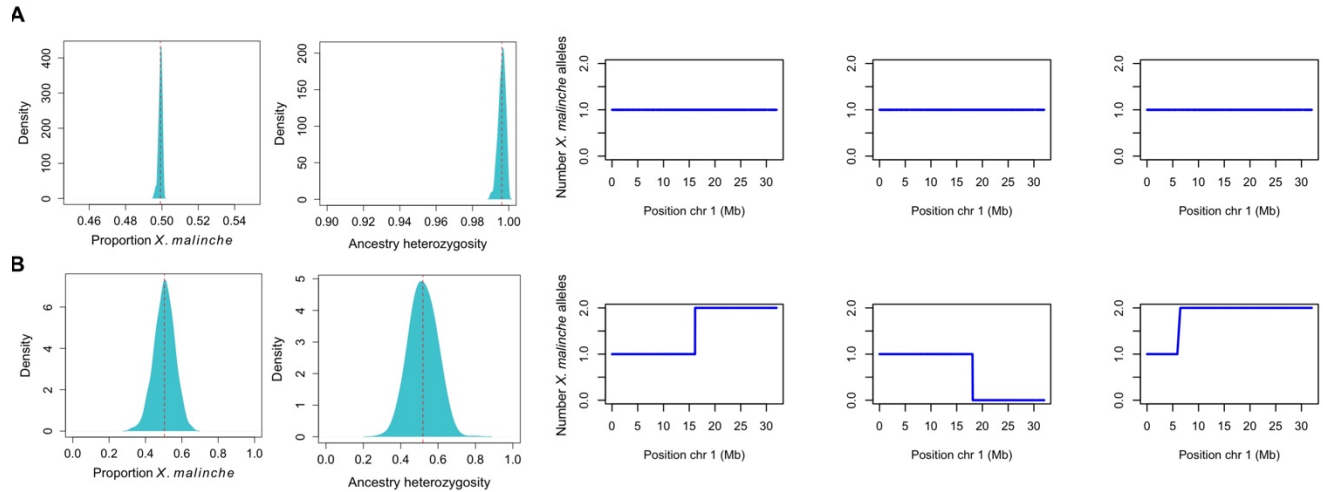 A
Density
0
100
200
300
400
0.46
0.48
0.50
0.52
0.54
Proportion X. malinche
Density
0
50
100
150
200
0.90
0.92
0.94
0.96
0.98
1.00
Ancestry heterozygosity
Number X. malinche alleles
0.0
1.0
2.0
0 5 10 15 20 25 30
Position chr 1 (Mb)
0.0
1.0
2.0
0 5 10 15 20 25 30
Position chr 1 (Mb)
0.0
1.0
2.0
0 5 10 15 20 25 30
Position chr 1 (Mb)
B
Density
0
2
4
6
0.0 0.2 0.4 0.6 0.8 1.0
Proportion X. malinche
Density
0
1
2
3
4
5
0.0 0.2 0.4 0.6 0.8 1.0
Ancestry heterozygosity
Number X. malinche alleles
0.0
1.0
2.0
0 5 10 15 20 25 30
Position chr 1 (Mb)
0.0
1.0
2.0
0 5 10 15 20 25 30
Position chr 1 (Mb)
0.0
1.0
2.0
0 5 10 15 20 25 30
Position chr 1 (Mb)